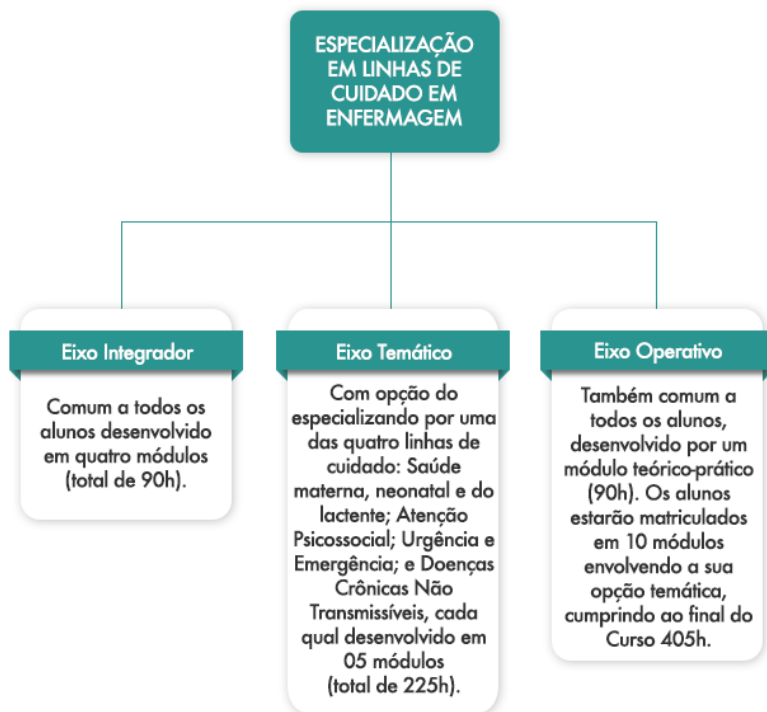 ESPECIALIZAÇÃO
EM LINHAS DE
CUIDADO EM
ENFERMAGEM
Eixo Integrador
Comum a todos os
alunos desenvolvido
em quatro módulos
(total de 90h).
Eixo Temático
Com opção do
especializando por uma
das quatro linhas de
cuidado: Saúde
materna, neonatal e do
lactente; Atenção
Psicossocial; Urgência e
Emergência; e Doenças
Crônicas Não
Transmissíveis, cada
qual desenvolvido em
05 módulos
(total de 225h).
Eixo Operativo
Também comum a
todos os alunos,
desenvolvido por um
módulo teórico-prático
(90h). Os alunos
estarão matriculados
em 10 módulos
envolvendo a sua
opção temática,
cumprindo ao final do
Curso 405h.